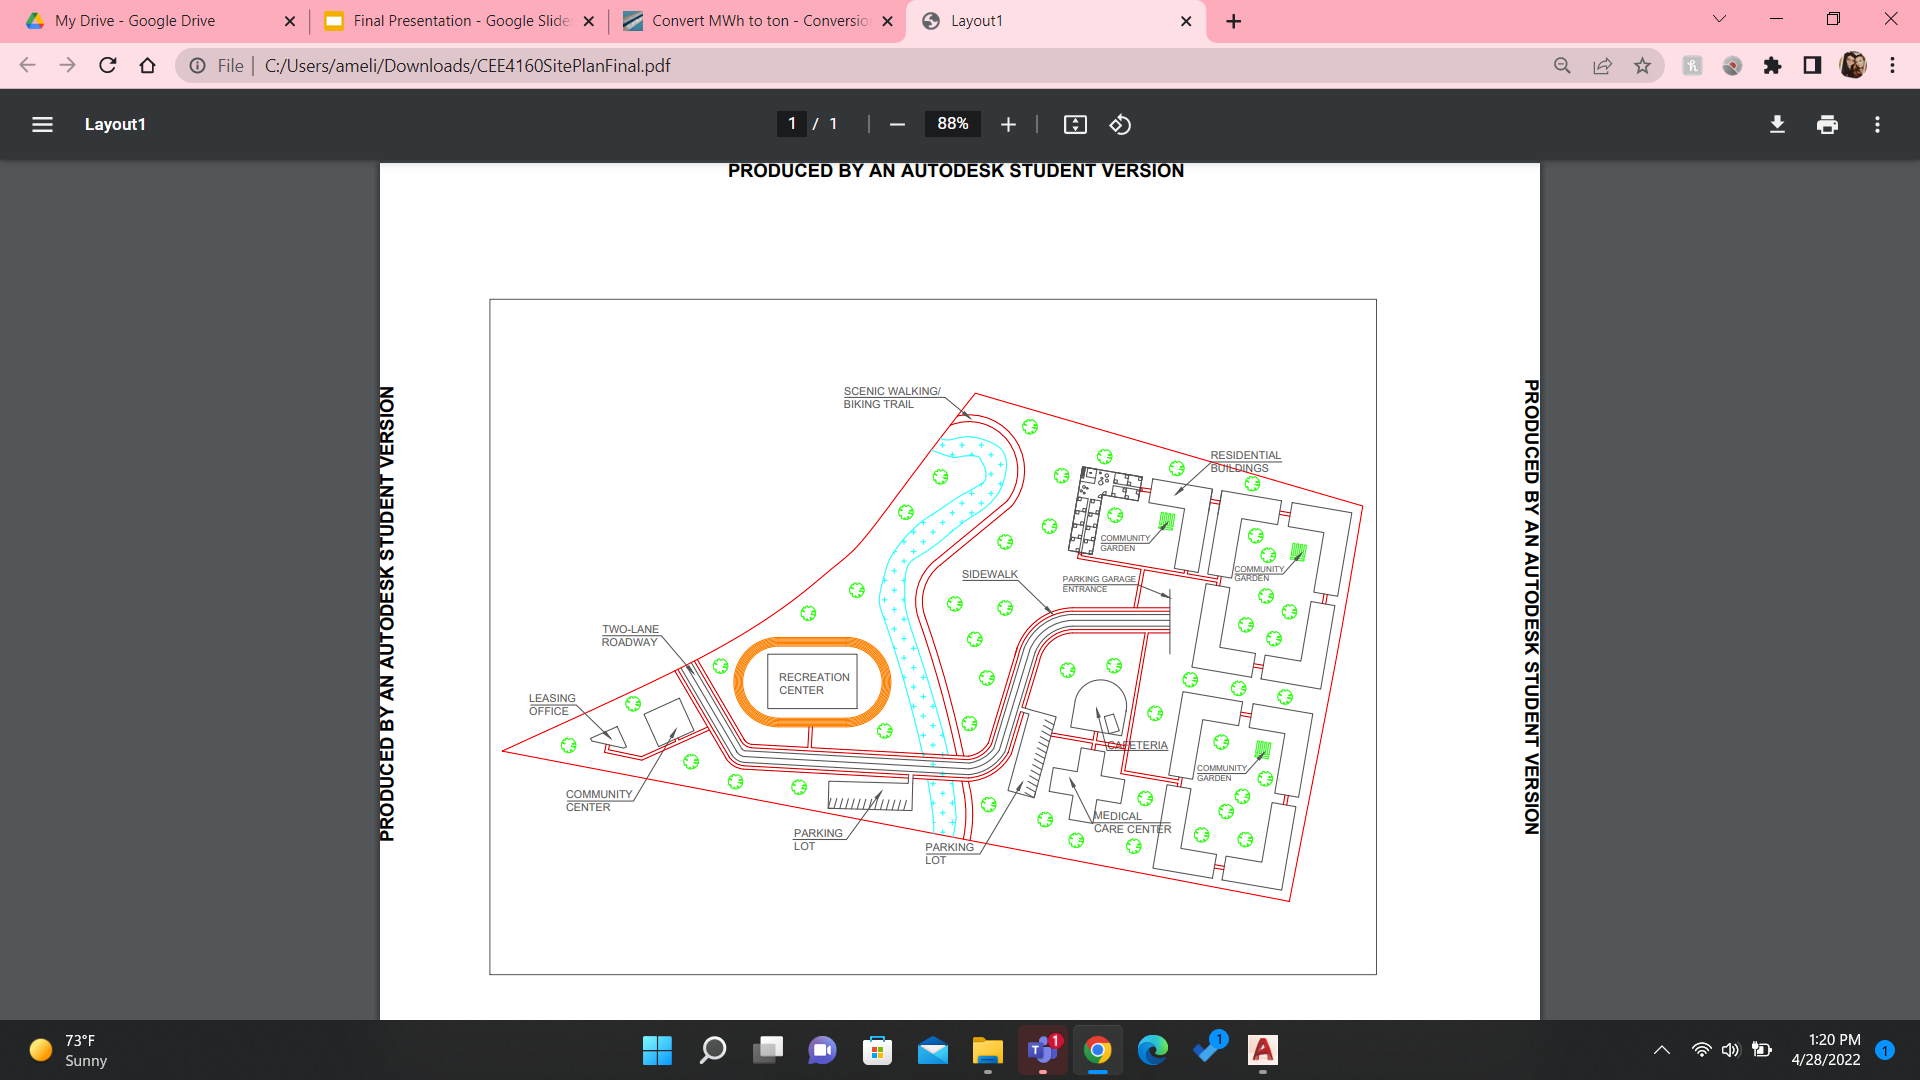 My Drive - Google Drive
Final Presentation - Google Slide
Convert MWh to ton - Conversio
Layout1
File
C:/Users/ameli/Downloads/CEE4160SitePlanFinal.pdf
Layout1
1 / 1
88%
PRODUCED BY AN AUTODESK STUDENT VERSION
PRODUCED BY AN AUTODESK STUDENT VERSION
PRODUCED BY AN AUTODESK STUDENT VERSION
SCENIC WALKING/
BIKING TRAIL
RESIDENTIAL
BUILDINGS
COMMUNITY
GARDEN
COMMUNITY
GARDEN
SIDEWALK
PARKING GARAGE
ENTRANCE
TWO-LANE
ROADWAY
RECREATION
CENTER
LEASING
OFFICE
CAFETERIA
COMMUNITY
GARDEN
COMMUNITY
CENTER
MEDICAL
CARE CENTER
PARKING
LOT
PARKING
LOT
73°F
Sunny
1
1
1:20 PM
4/28/2022
1